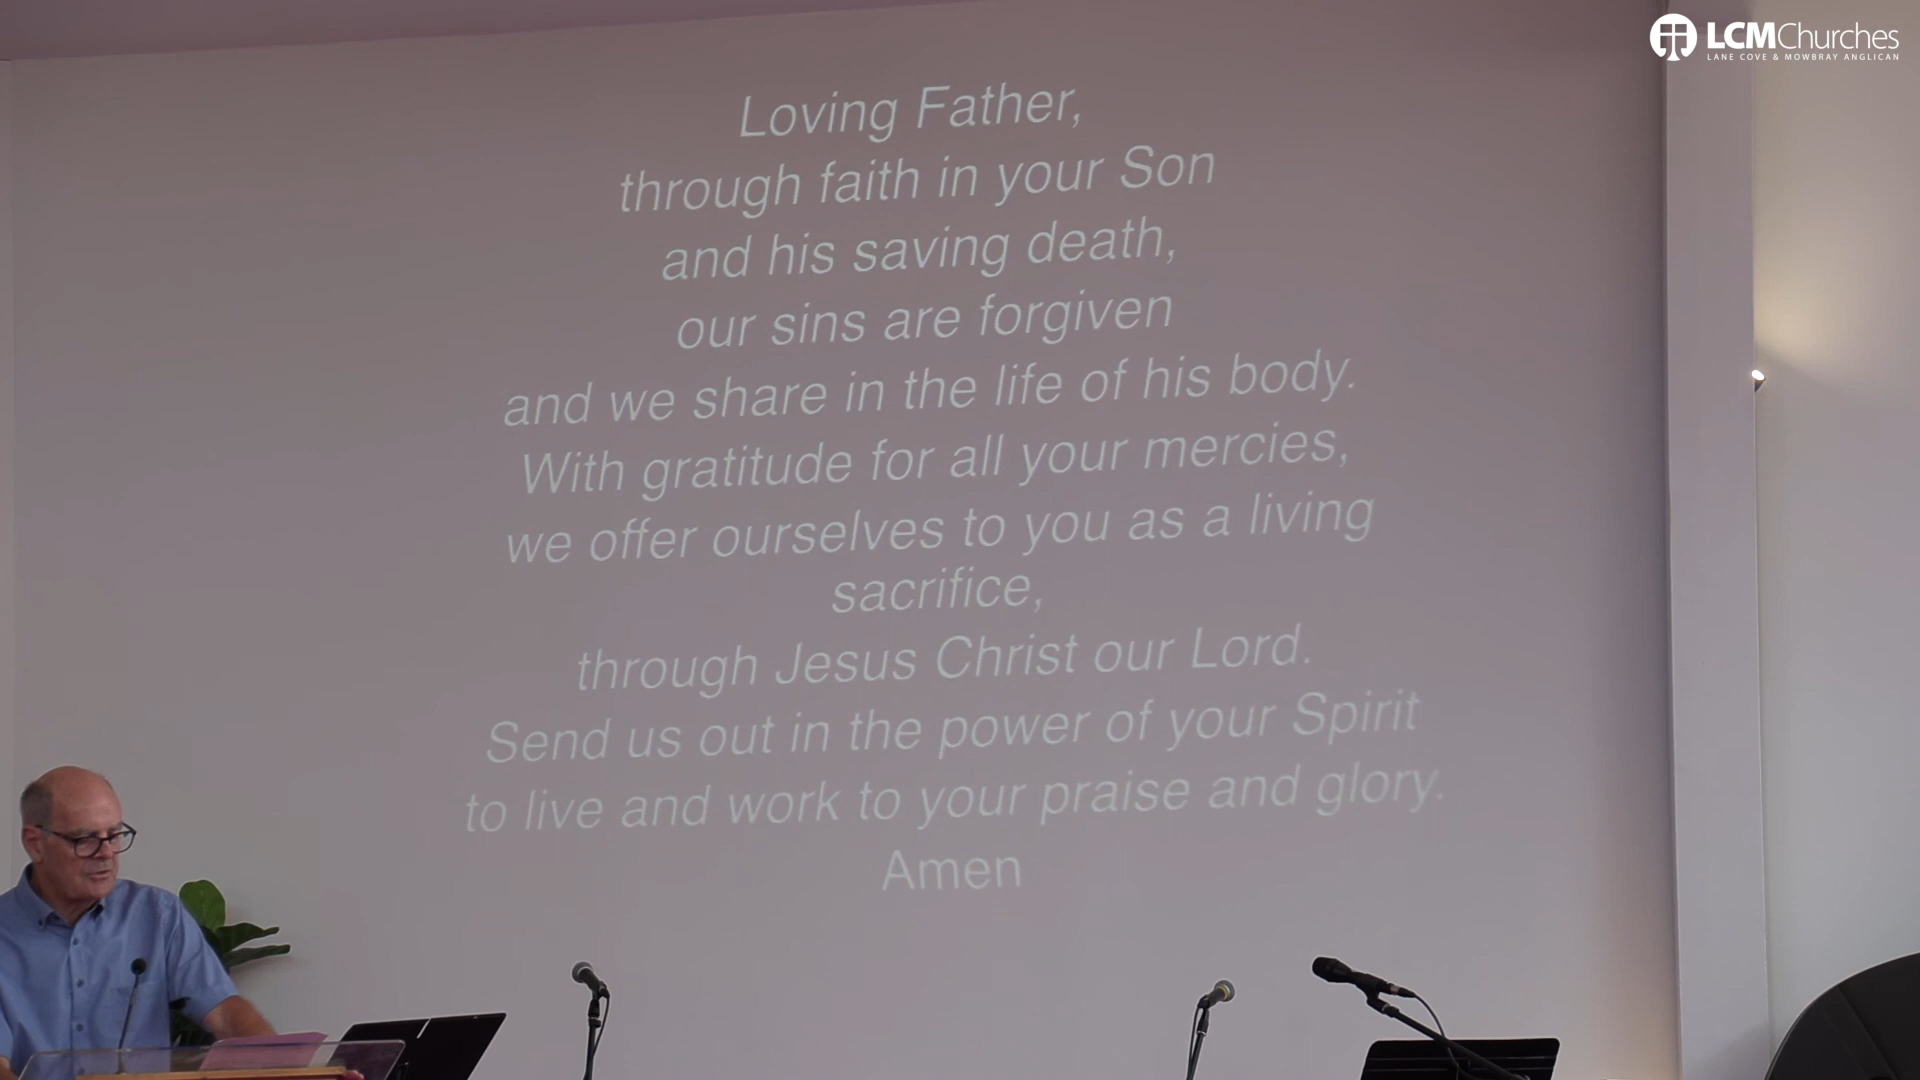 LCMChurches
LANE COVE & MOWBRAY ANGLICAN
Loving Father,
through faith in your Son
and his saving death,
our sins are forgiven
and we share in the life of his body.
With gratitude for all your mercies,
we offer ourselves to you as a living
sacrifice,
through Jesus Christ our Lord.
Send us out in the power of your Spirit
to live and work to your praise and glory.
Amen